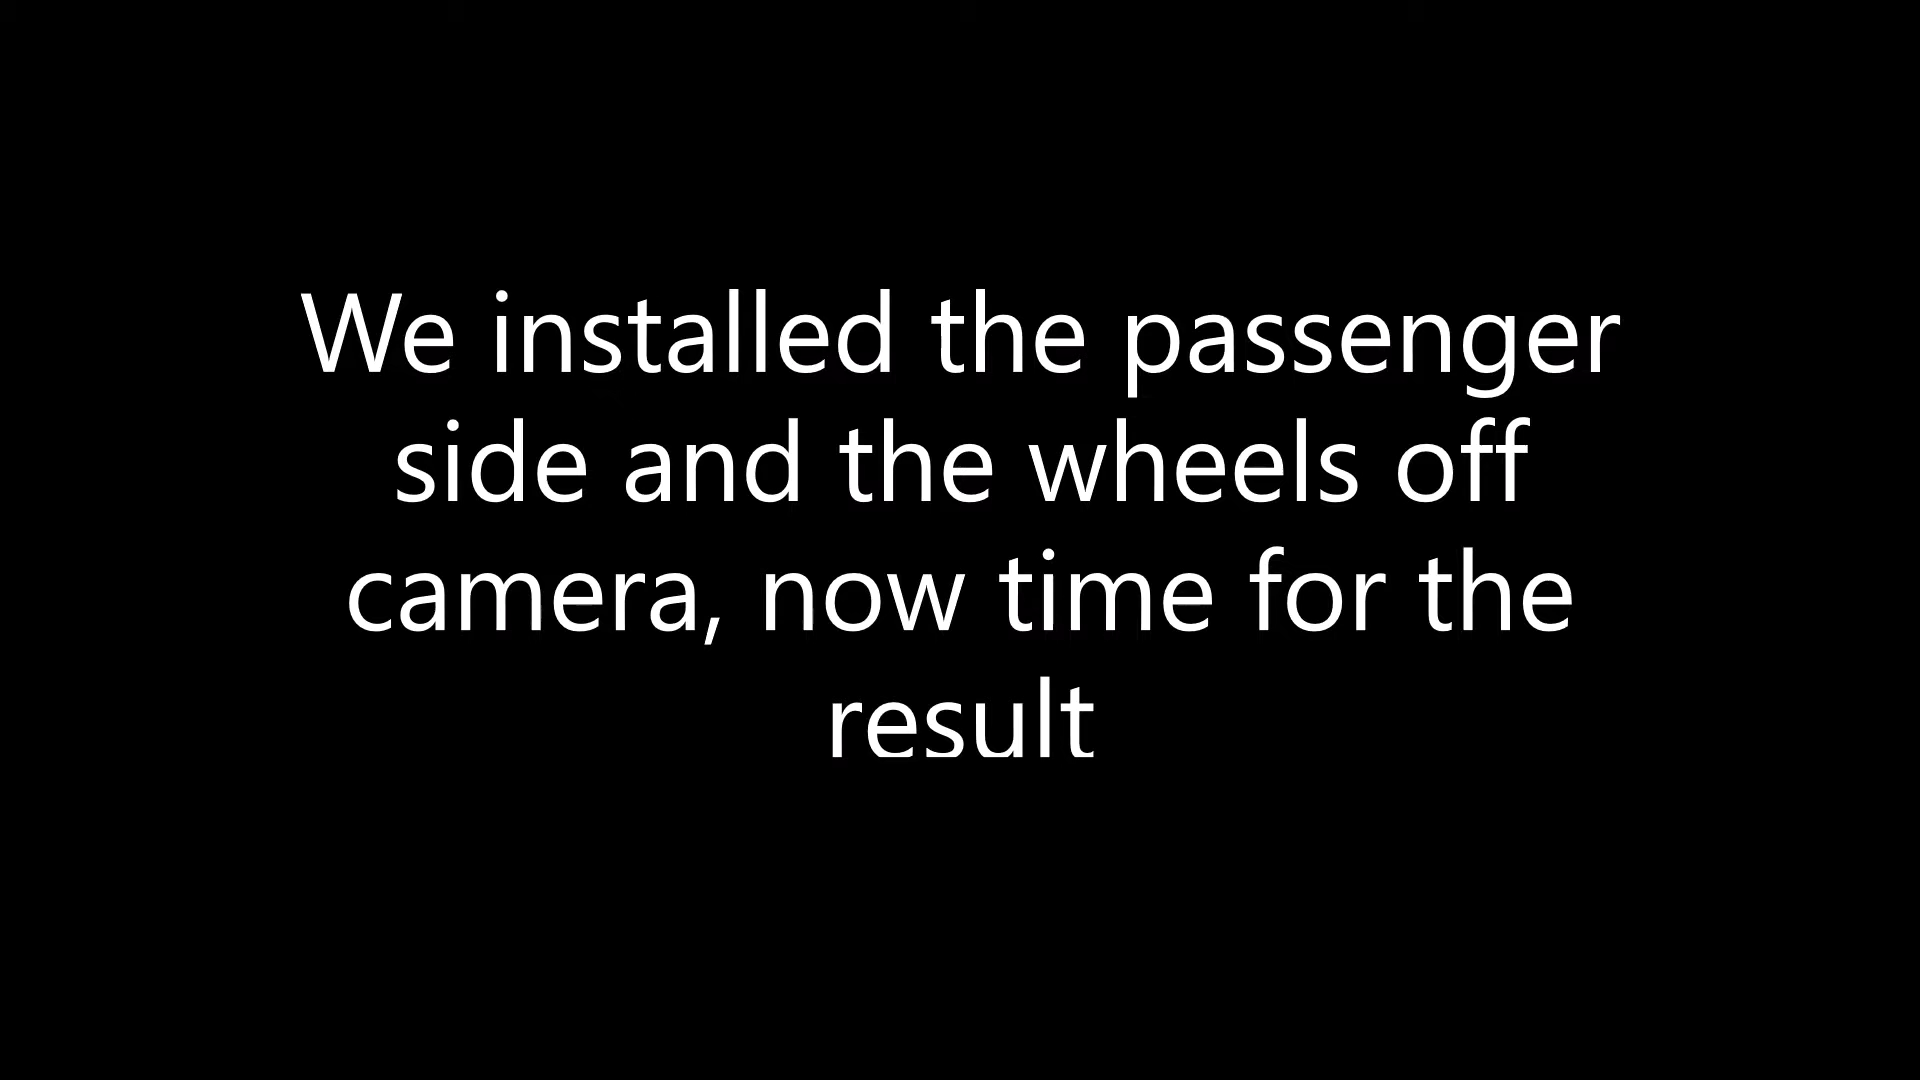 We installed the passenger
side and the wheels off
camera, now time for the
result